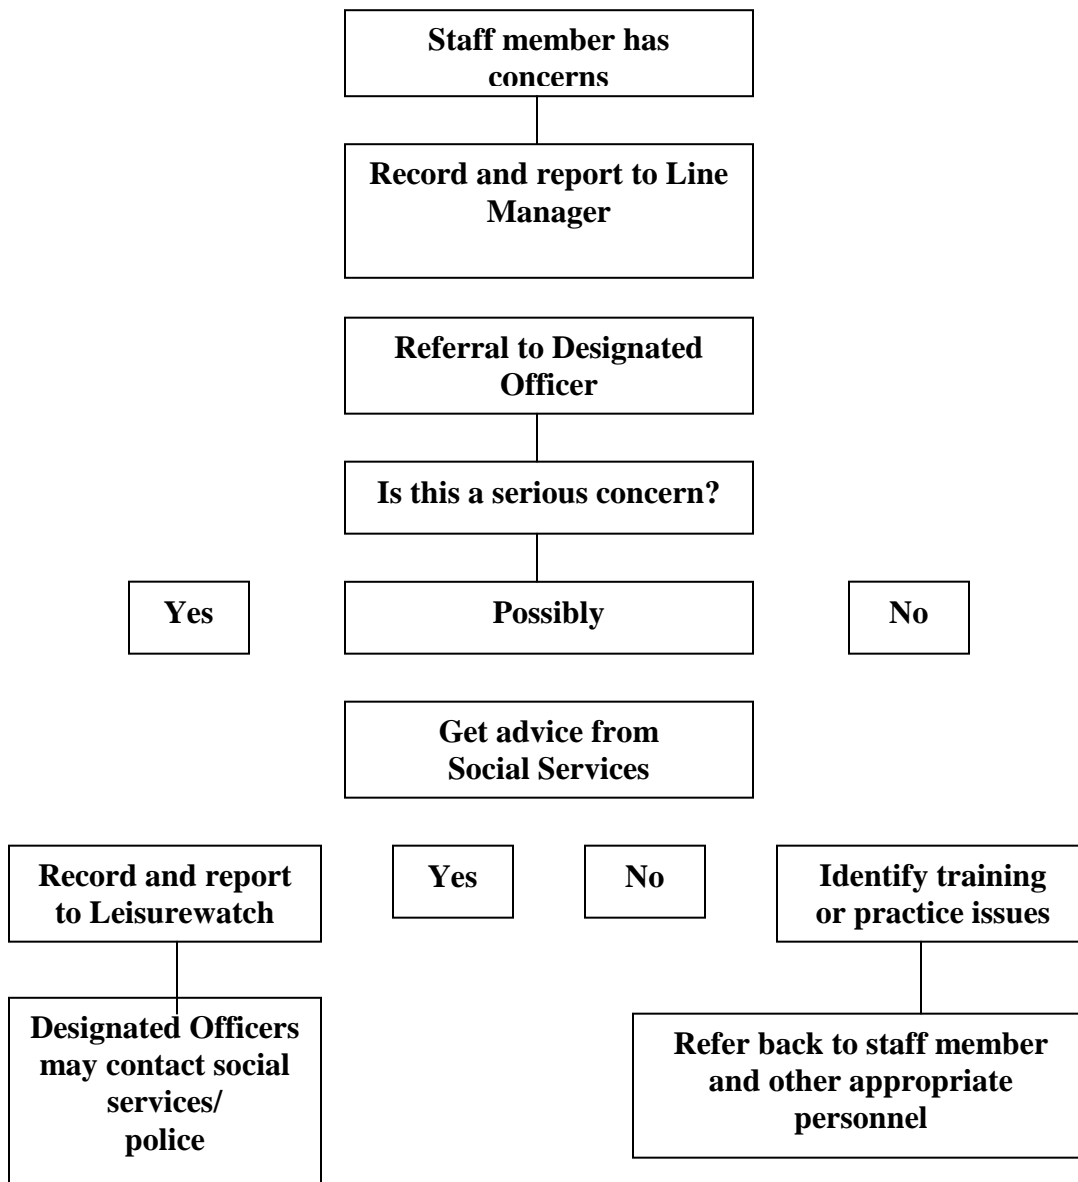 Staff member has
concerns
Record and report to Line
Manager
Referral to Designated
Officer
Is this a serious concern?
Yes
Possibly
No
Get advice from
Social Services
Record and report
to Leisurewatch
Yes
No
Identify training
or practice issues
Designated Officers
may contact social
services/
police
Refer back to staff member
and other appropriate
personnel